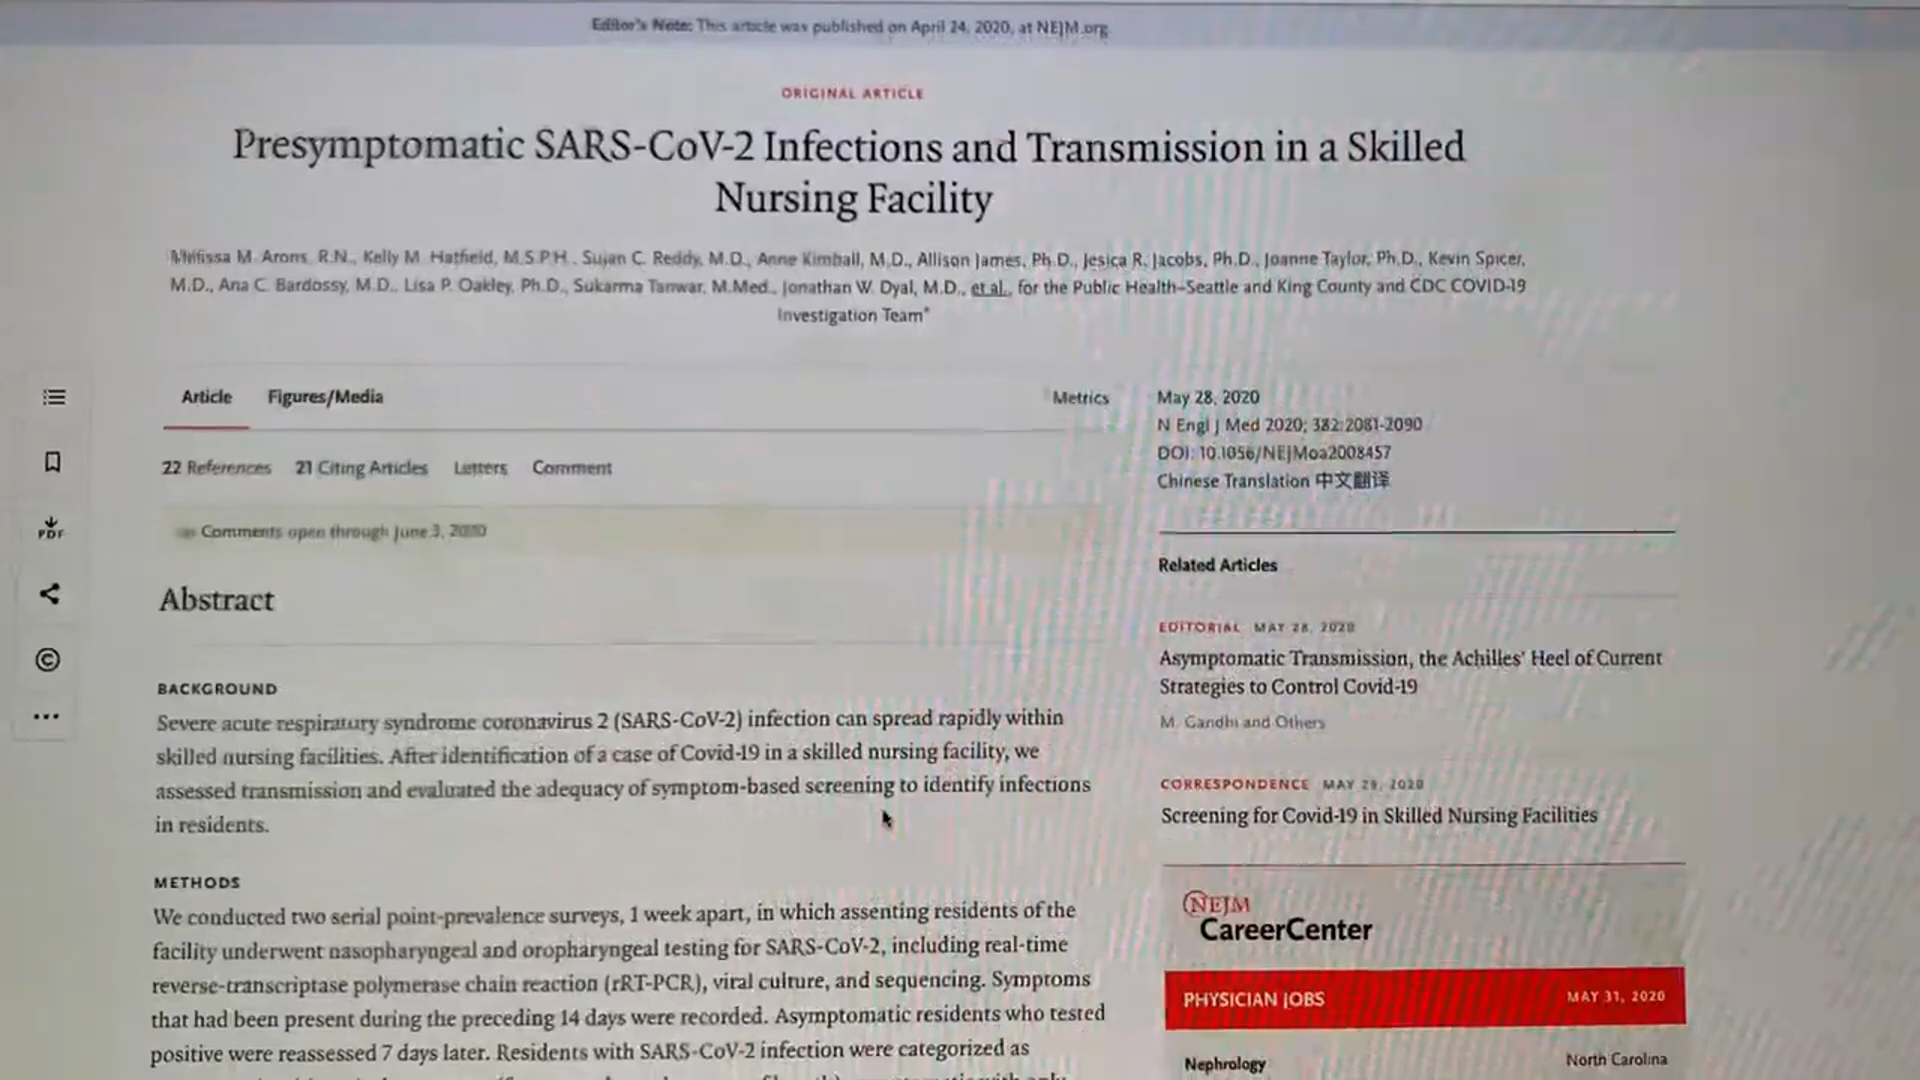 Editor's Note: This article was published on April 24, 2020, at NEJM.org.
ORIGINAL ARTICLE
Presymptomatic SARS-CoV-2 Infections and Transmission in a Skilled
Nursing Facility
M. Arons, R.N., Kelly M. Hatfield, M.S.P.H., Sujan C. Reddy, M.D., Anne Kimball, M.D., Allison James, Ph.D., Jesica R. Jacobs, Ph.D., Joanne Taylor, Ph.D., Kevin Spicer,
M.D., Ana C. Bardossy, M.D., Lisa P. Oakley, Ph.D., Sukarma Tanwar, M.Med., Jonathan W. Dyal, M.D., et al., for the Public Health–Seattle and King County and CDC COVID-19
Investigation Team*
Article Figures/Media Metrics
22 References 21 Citing Articles Letters Comment
Comments open through June 3, 2020
Abstract
BACKGROUND
Severe acute respiratory syndrome coronavirus 2 (SARS-CoV-2) infection can spread rapidly within
skilled nursing facilities. After identification of a case of Covid-19 in a skilled nursing facility, we
assessed transmission and evaluated the adequacy of symptom-based screening to identify infections
in residents.
METHODS
We conducted two serial point-prevalence surveys, 1 week apart, in which assenting residents of the
facility underwent nasopharyngeal and oropharyngeal testing for SARS-CoV-2, including real-time
reverse-transcriptase polymerase chain reaction (rRT-PCR), viral culture, and sequencing. Symptoms
that had been present during the preceding 14 days were recorded. Asymptomatic residents who tested
positive were reassessed 7 days later. Residents with SARS-CoV-2 infection were categorized as
May 28, 2020
N Engl J Med 2020; 382:2081-2090
DOI: 10.1056/NEJMoa2008457
Chinese Translation 中文翻译
Related Articles
EDITORIAL MAY 28, 2020
Asymptomatic Transmission, the Achilles' Heel of Current
Strategies to Control Covid-19
M. Gandhi and Others
CORRESPONDENCE MAY 29, 2020
Screening for Covid-19 in Skilled Nursing Facilities
NEJM
CareerCenter
PHYSICIAN JOBS MAY 31, 2020
Nephrology North Carolina
PDF